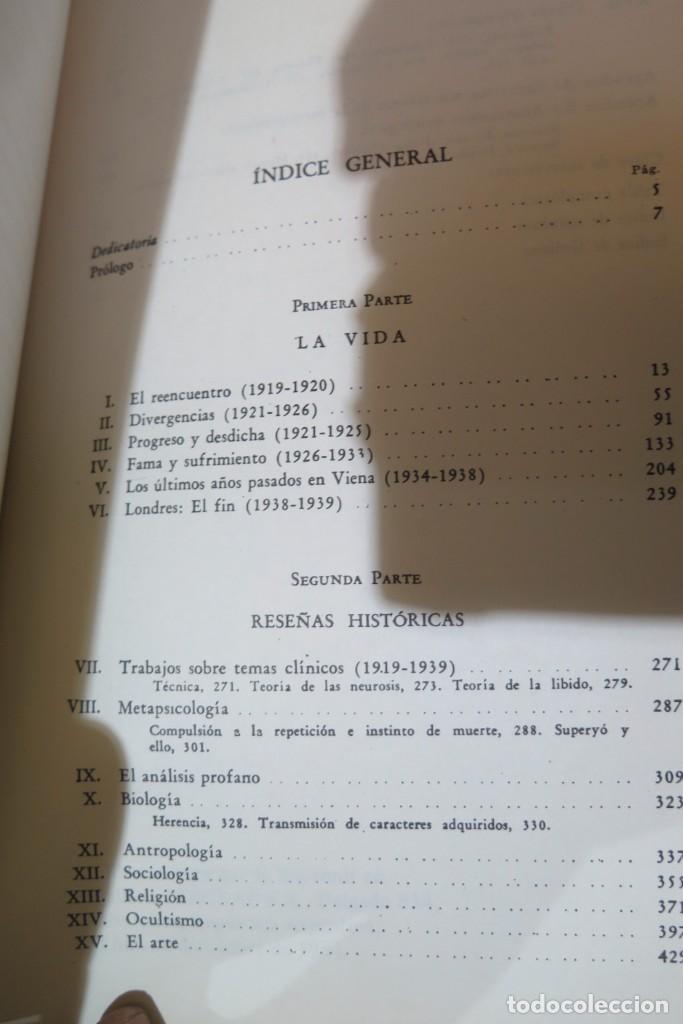 ÍNDICE GENERAL
Pág.
Dedicatoria . . . . . . . . . . . . . . . . . . . . 5
Prólogo . . . . . . . . . . . . . . . . . . . . 7
PRIMERA PARTE
LA VIDA
I. El reencuentro (1919-1920) . . . . . . . . . . 13
II. Divergencias (1921-1926) . . . . . . . . . . 55
III. Progreso y desdicha (1921-1925) . . . . . . . . . . 91
IV. Fama y sufrimiento (1926-1933) . . . . . . . . . . 133
V. Los últimos años pasados en Viena (1934-1938) . . . . . . 204
VI. Londres: El fin (1938-1939) . . . . . . . . . . 239
SEGUNDA PARTE
RESEÑAS HISTÓRICAS
VII. Trabajos sobre temas clínicos (1919-1939) . . . . . . . . 271
Técnica, 271. Teoría de las neurosis, 273. Teoría de la libido, 279.
VIII. Metapsicología . . . . . . . . . . . . . . 287
Compulsión a la repetición e instinto de muerte, 288. Superyó y
ello, 301.
IX. El análisis profano . . . . . . . . . . . . . . 309
X. Biología . . . . . . . . . . . . . . 323
Herencia, 328. Transmisión de caracteres adquiridos, 330.
XI. Antropología . . . . . . . . . . . . . . 337
XII. Sociología . . . . . . . . . . . . . . 355
XIII. Religión . . . . . . . . . . . . . . 371
XIV. Ocultismo . . . . . . . . . . . . . . 397
XV. El arte . . . . . . . . . . . . . . 425
todocoleccion